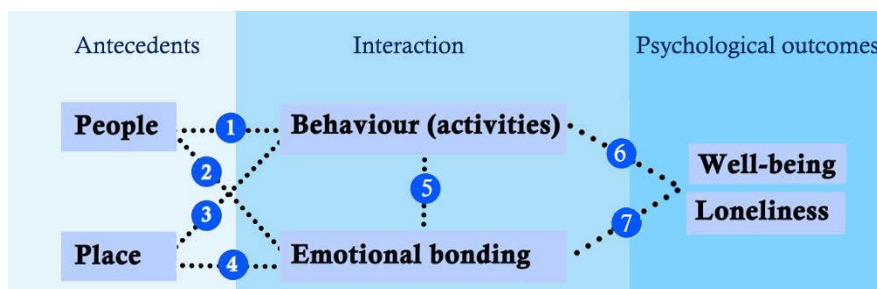 Antecedents
Interaction
Psychological outcomes
People
1
Behaviour (activities)
2
6
Well-being
5
3
7
Loneliness
Place
4
Emotional bonding